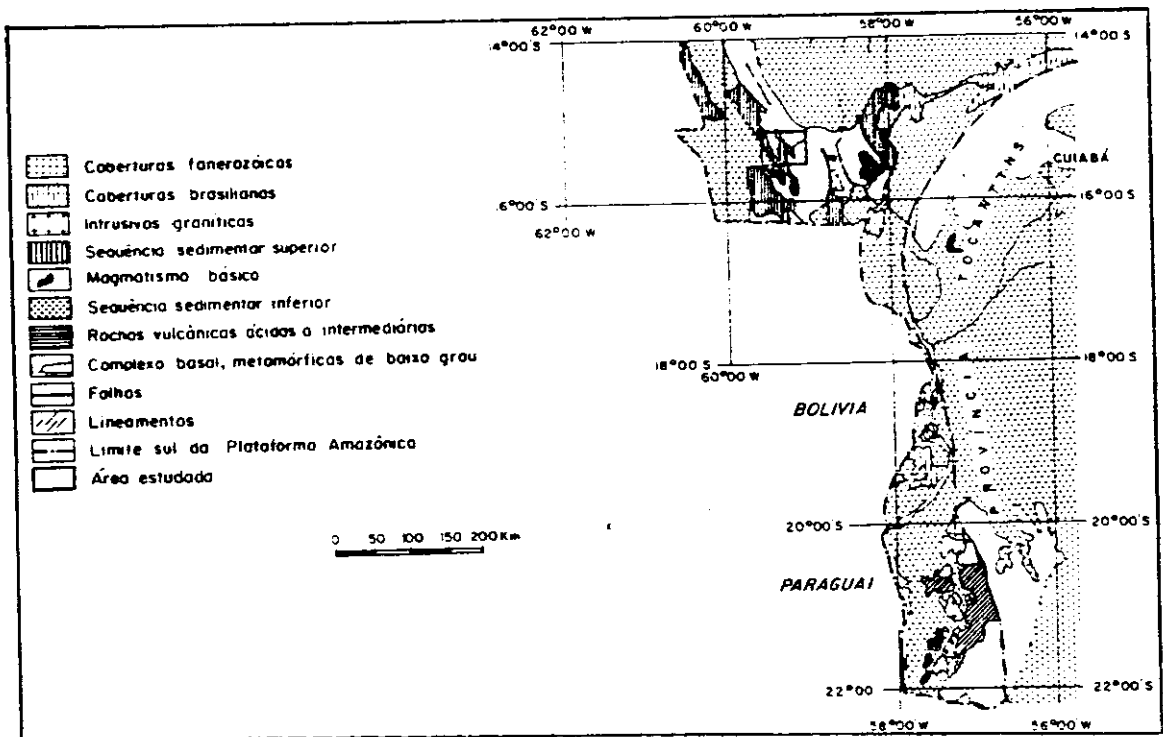 62°00 W
60°00 W
58°00 W
56°00 W
14°00' S
14°00' S
Coberturas fanerozóicas
Coberturas brasilianas
Intrusivos graníticas
Sequência sedimentar superior
Magmatismo básico
Sequência sedimentar inferior
Rochas vulcânicas ácidas a intermediárias
Complexo basal, metamórficas de baixo grau
Falhas
Lineamentos
Limite sul da Plataforma Amazônica
Área estudada
CUIABÁ
16°00' S
16°00' S
62°00 W
PROVÍNCIA TOCANTINS
18°00' S
18°00' S
60°00 W
BOLIVIA
20°00' S
20°00' S
0 50 100 150 200 Km
PARAGUAI
22°00
22°00 S
58°00 W
56°00 W